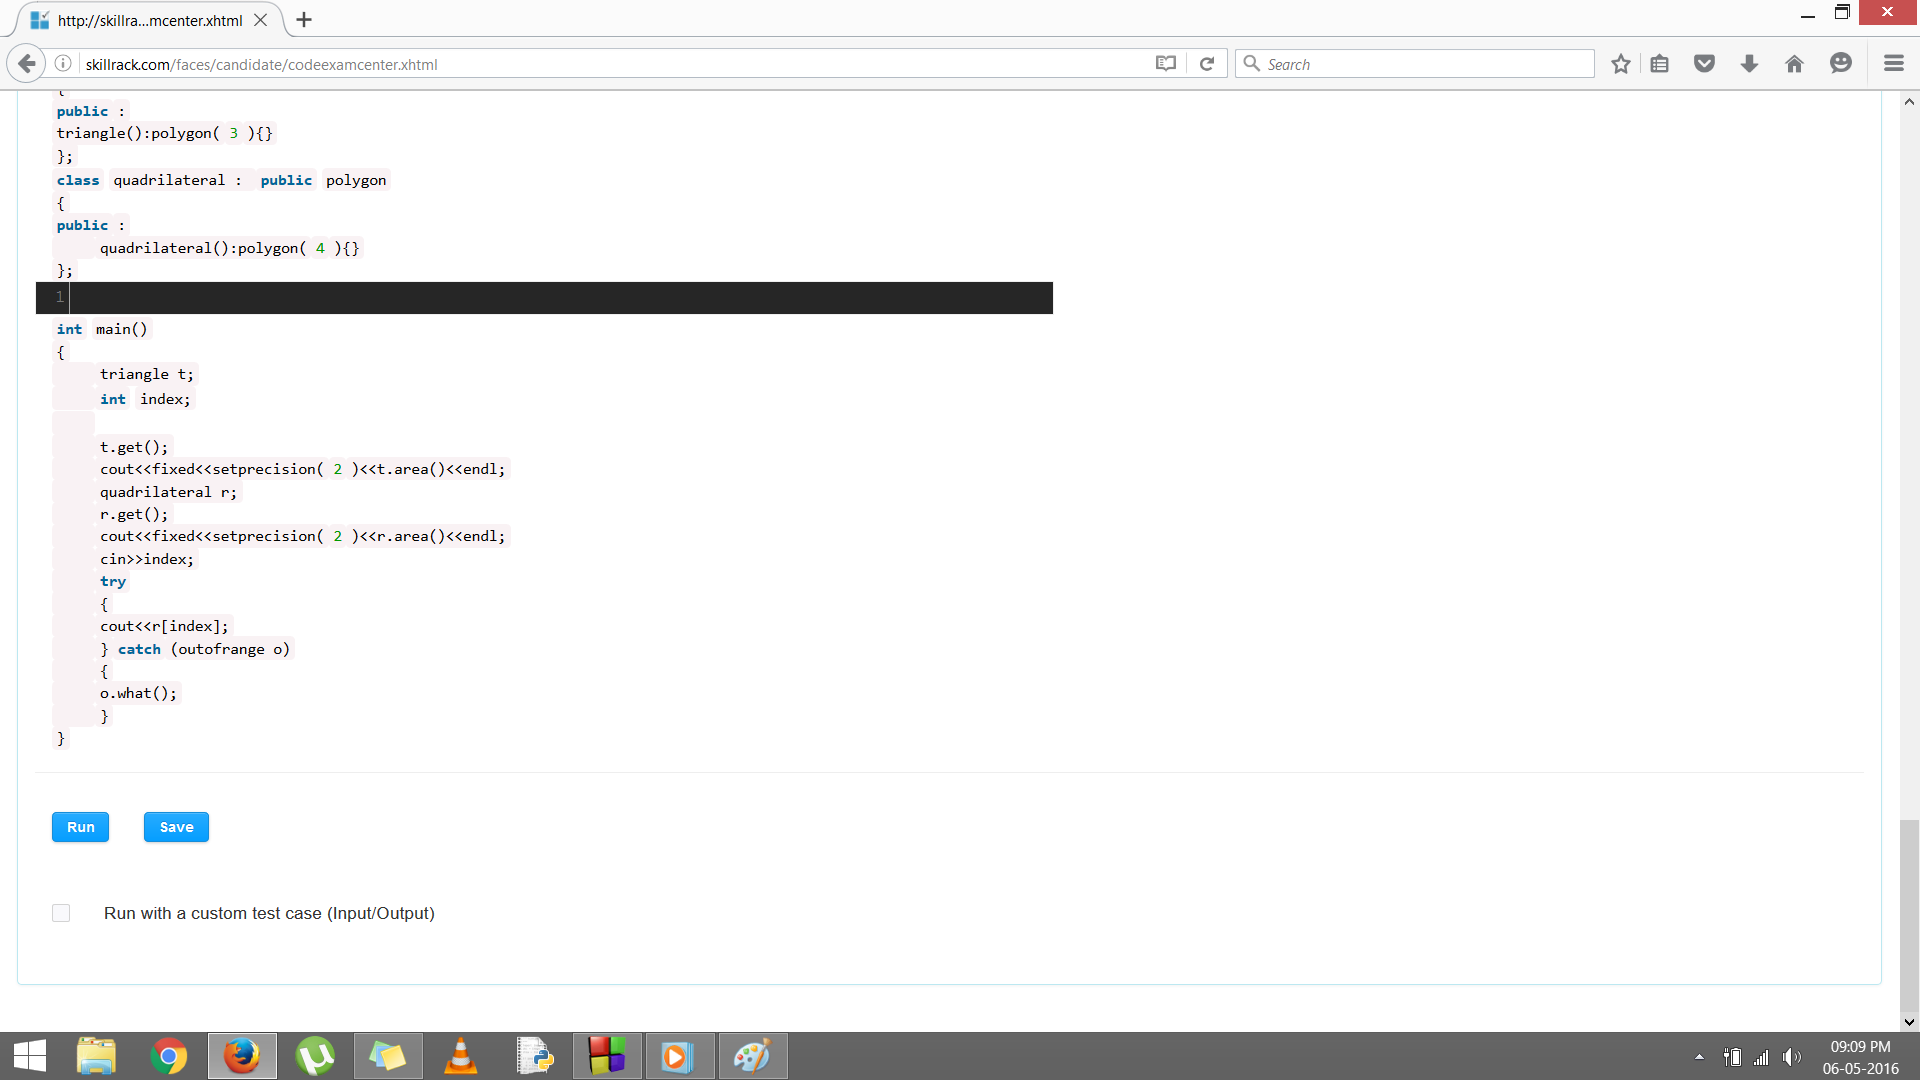 http://skillra...mcenter.xhtml
skillrack.com/faces/candidate/codeexamcenter.xhtml
Search
{
public :
triangle():polygon( 3 ){}
};
class quadrilateral : public polygon
{
public :
quadrilateral():polygon( 4 ){}
};
1
int main()
{
triangle t;
int index;
t.get();
cout<<fixed<<setprecision( 2 )<<t.area()<<endl;
quadrilateral r;
r.get();
cout<<fixed<<setprecision( 2 )<<r.area()<<endl;
cin>>index;
try
{
cout<<r[index];
} catch (outofrange o)
{
o.what();
}
}
Run Save
Run with a custom test case (Input/Output)
09:09 PM
06-05-2016